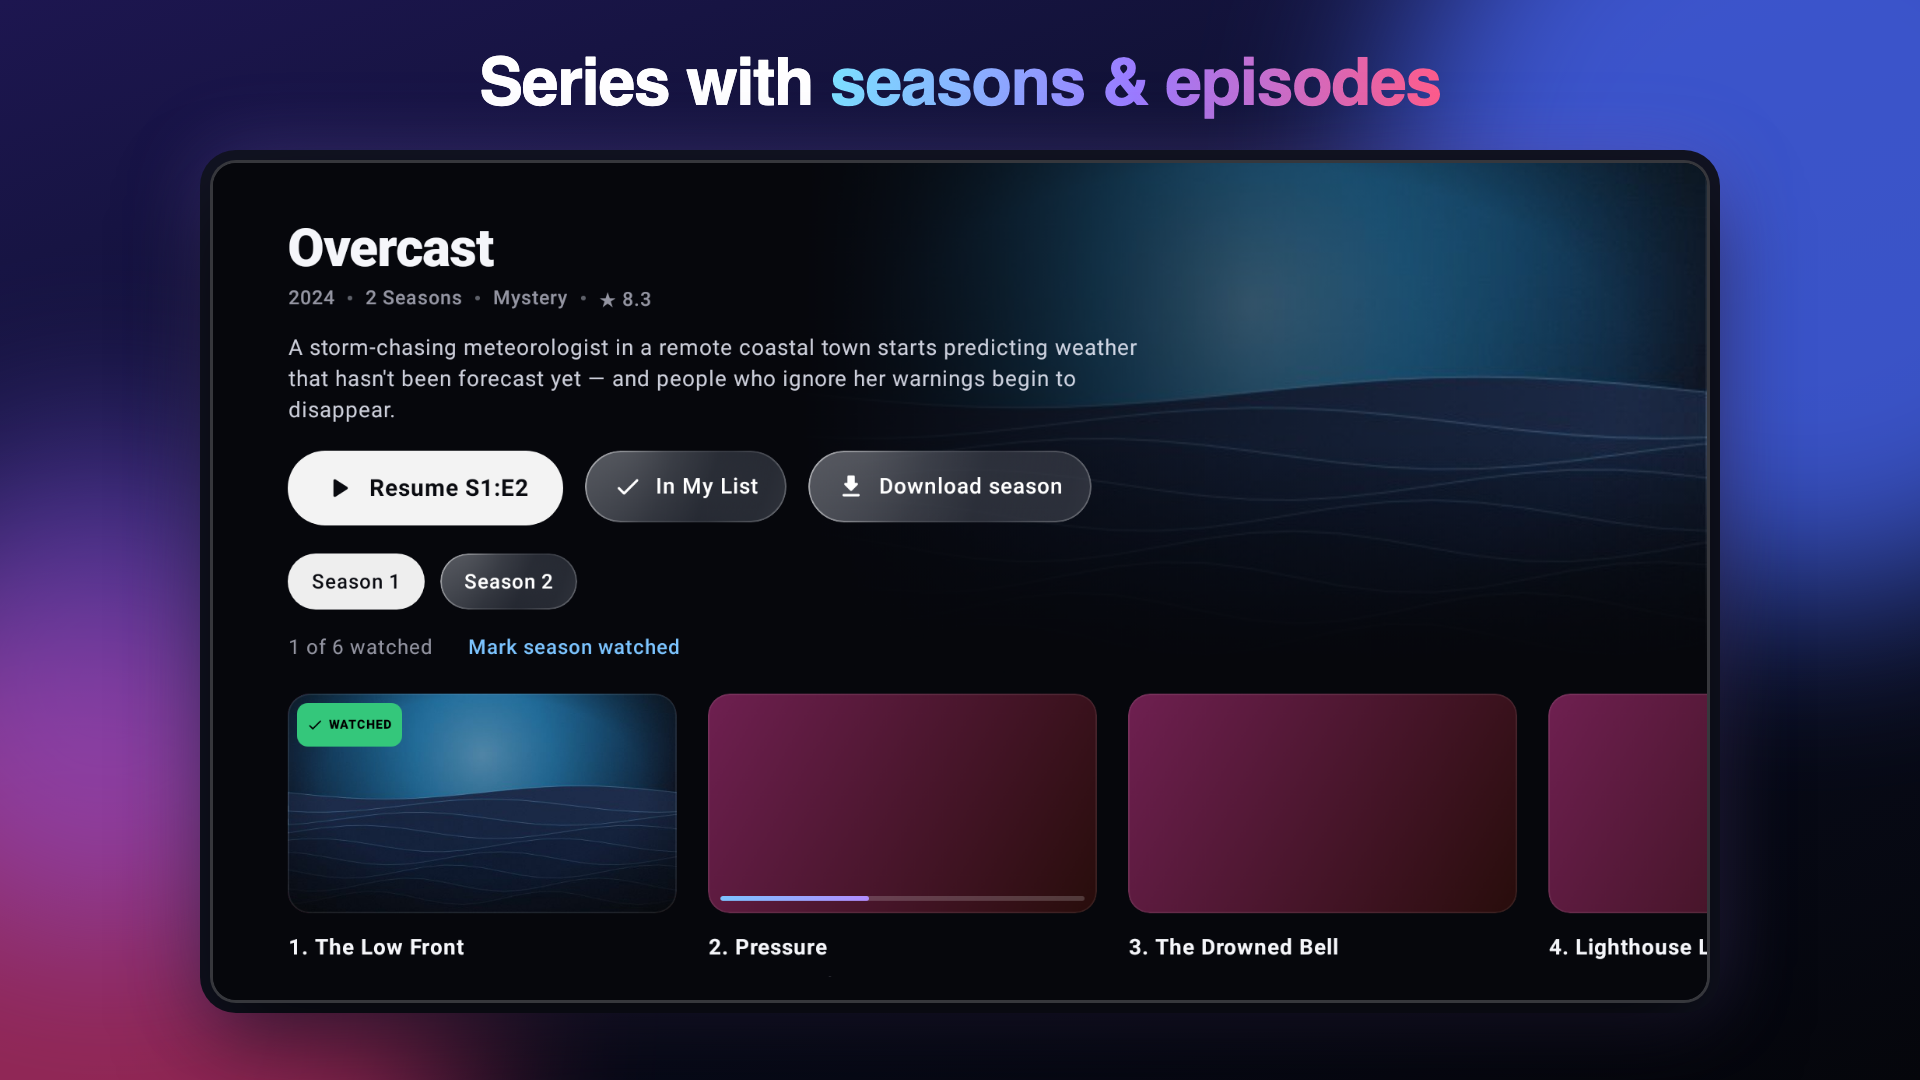 Series with seasons & episodes
Overcast
2024 • 2 Seasons • Mystery • ★ 8.3
A storm-chasing meteorologist in a remote coastal town starts predicting weather
that hasn't been forecast yet — and people who ignore her warnings begin to
disappear.
Resume S1:E2
In My List
Download season
Season 1
Season 2
1 of 6 watched
Mark season watched
WATCHED
1. The Low Front
2. Pressure
3. The Drowned Bell
4. Lighthouse